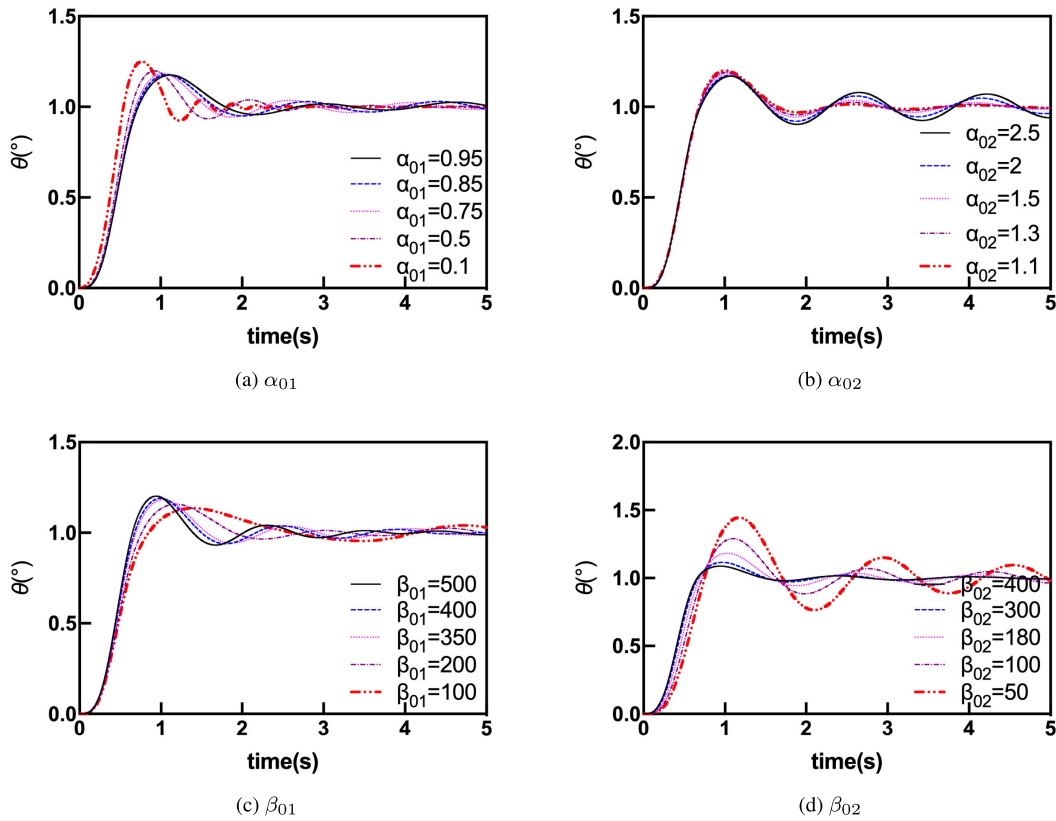 1.5
1.0
0.5
0.0
θ(°)
α01=0.95
α01=0.85
α01=0.75
α01=0.5
α01=0.1
0 1 2 3 4 5
time(s)
(a) α01
1.5
1.0
0.5
0.0
θ(°)
α02=2.5
α02=2
α02=1.5
α02=1.3
α02=1.1
0 1 2 3 4 5
time(s)
(b) α02
1.5
1.0
0.5
0.0
θ(°)
β01=500
β01=400
β01=350
β01=200
β01=100
0 1 2 3 4 5
time(s)
(c) β01
2.0
1.5
1.0
0.5
0.0
θ(°)
β02=400
β02=300
β02=180
β02=100
β02=50
0 1 2 3 4 5
time(s)
(d) β02